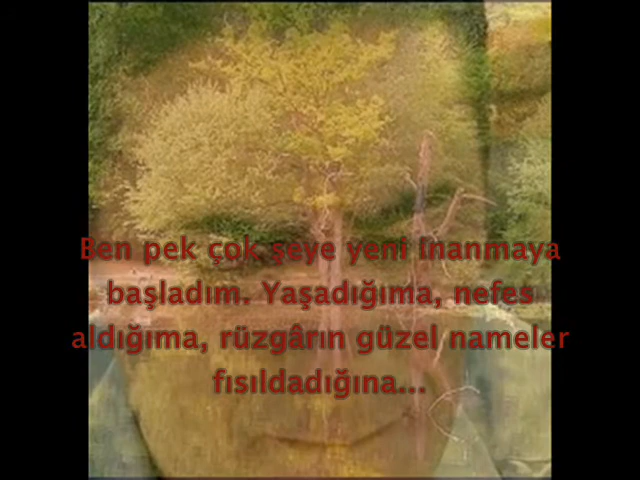 Ben pek çok şeye yeni inanmaya
başladım. Yaşadığıma, nefes
aldığıma, rüzgârın güzel nameler
fısıldadığına...